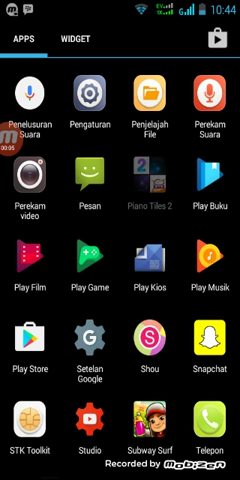 10:44
APPS
WIDGET
Penelusuran Suara
Pengaturan
Penjelajah File
Perekam Suara
00:05
Perekam video
Pesan
Piano Tiles 2
Play Buku
Play Film
Play Game
Play Kios
Play Musik
Play Store
Setelan Google
Shou
Snapchat
STK Toolkit
Studio
Subway Surf
Telepon
Recorded by MOBIZEN